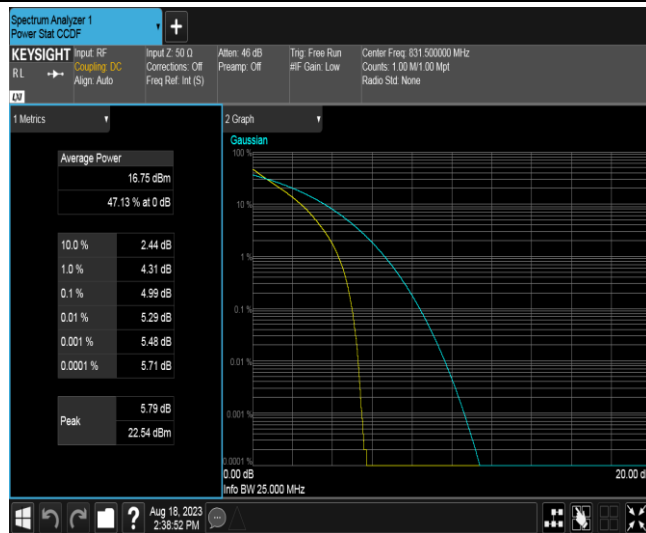 Spectrum Analyzer 1
Power Stat CCDF
+
KEYSIGHT
RL
Input: RF
Coupling: DC
Align: Auto
Input Z: 50 Ω
Corrections: Off
Freq Ref: Int (S)
Atten: 46 dB
Preamp: Off
Trig: Free Run
#IF Gain: Low
Center Freq: 831.500000 MHz
Counts: 1.00 M/1.00 Mpt
Radio Std: None
1 Metrics
Average Power
16.75 dBm
47.13 % at 0 dB
10.0 % 2.44 dB
1.0 % 4.31 dB
0.1 % 4.99 dB
0.01 % 5.29 dB
0.001 % 5.48 dB
0.0001 % 5.71 dB
Peak
5.79 dB
22.54 dBm
2 Graph
Gaussian
100 %
10 %
1 %
0.1 %
0.01 %
0.001 %
0.0001 %
0.00 dB
20.00 d
Info BW 25.000 MHz
?
Aug 18, 2023
2:38:52 PM